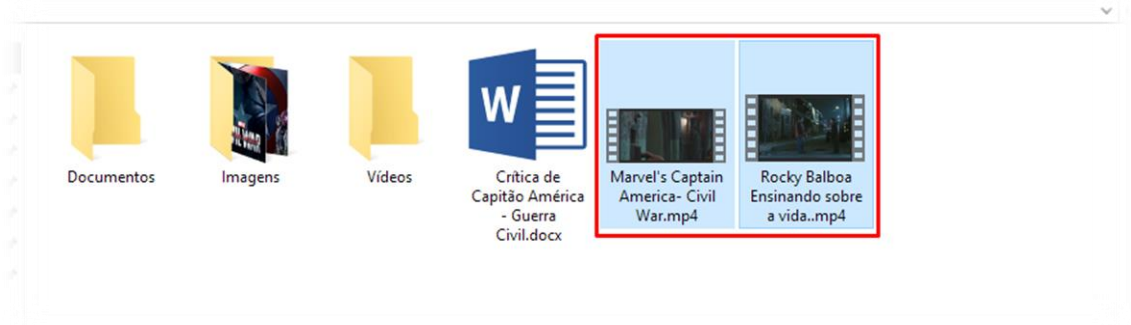 Documentos
Imagens
Vídeos
Crítica de
Capitão América
- Guerra
Civil.docx
Marvel's Captain
America- Civil
War.mp4
Rocky Balboa
Ensinando sobre
a vida..mp4
W